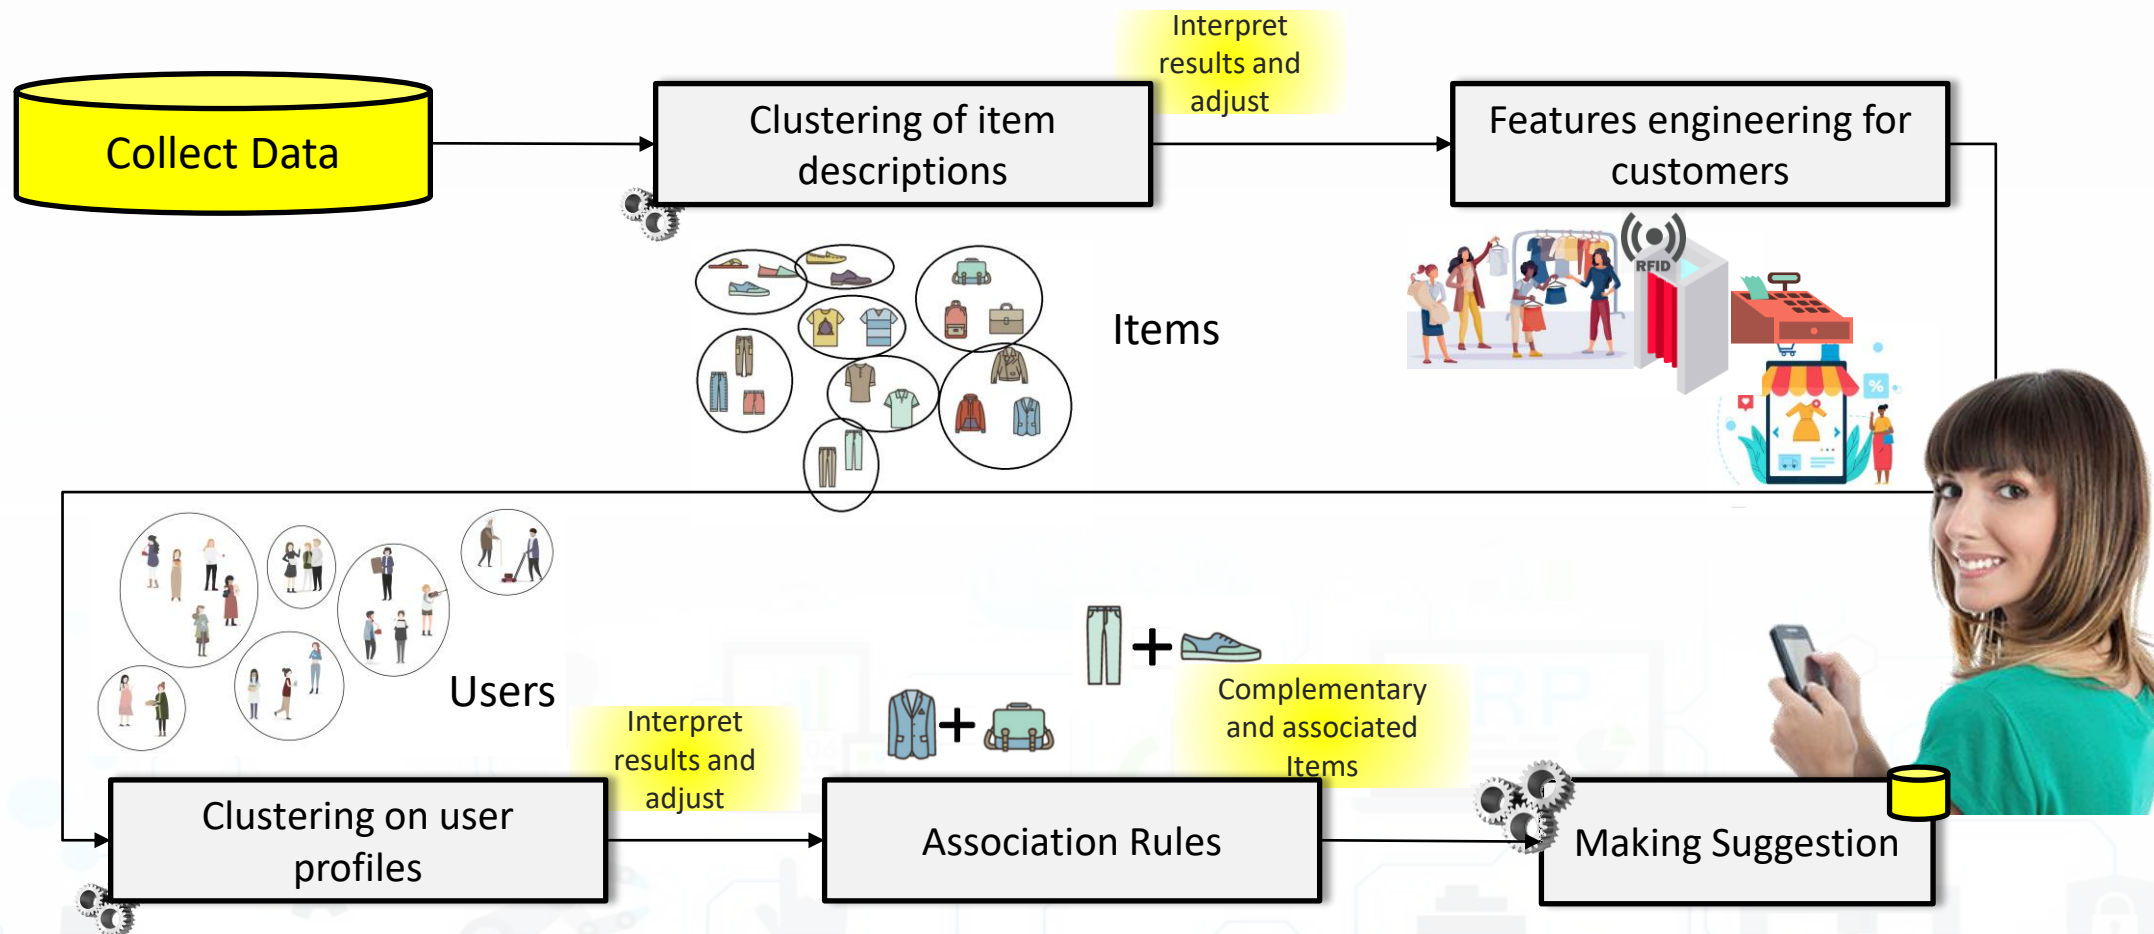 Interpret
results and
adjust
Collect Data
Clustering of item
descriptions
Features engineering for
customers
RFID
%
Items
Users
Interpret
results and
adjust
+
+
Complementary
and associated
Items
RP
Clustering on user
profiles
Association Rules
Making Suggestion